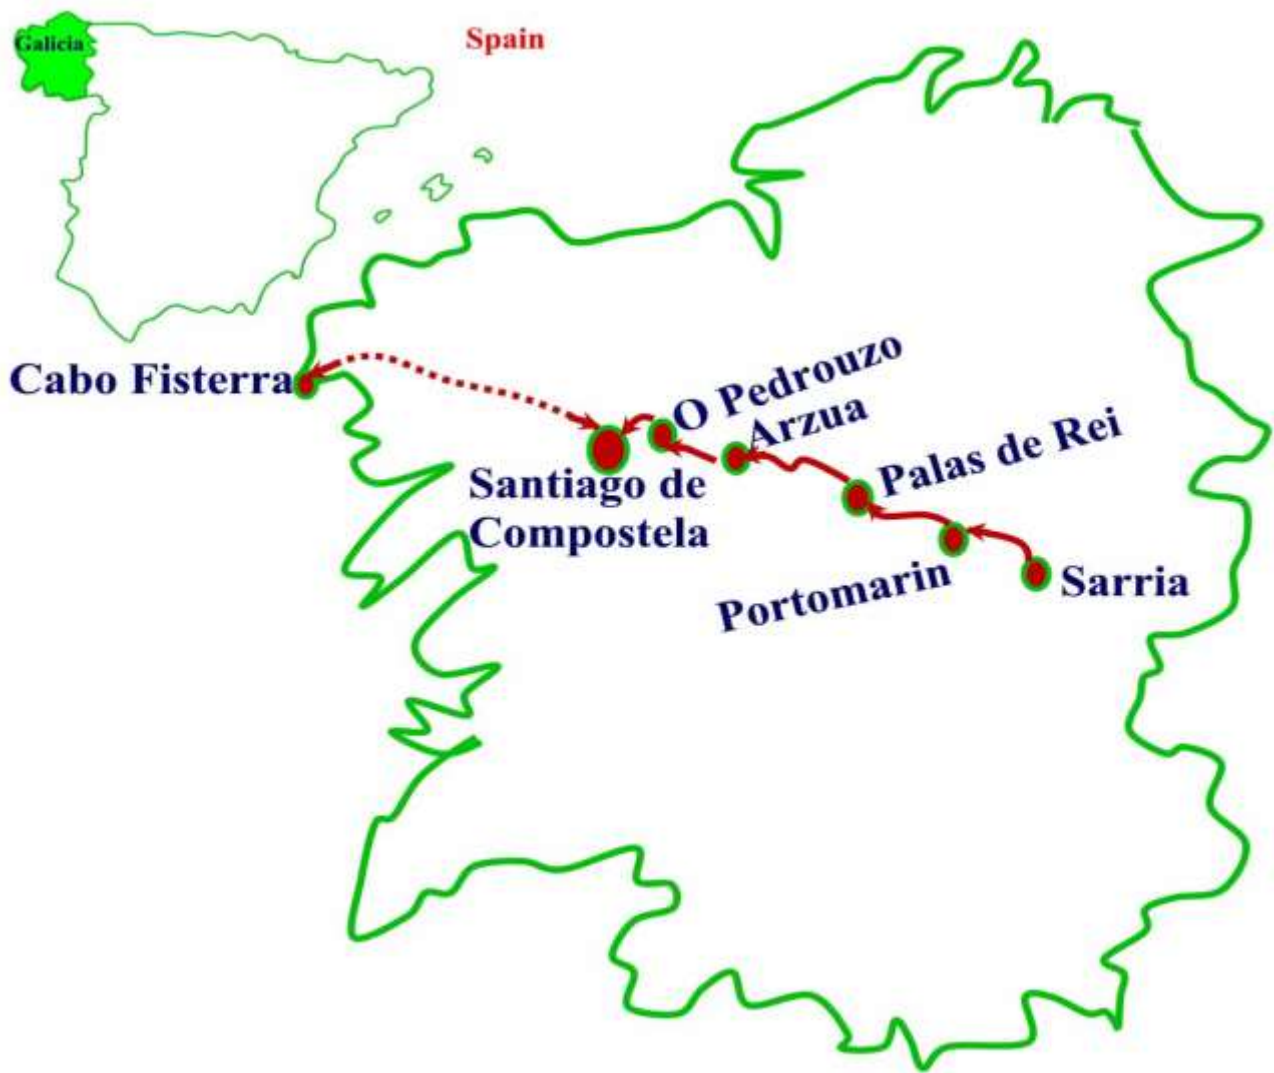 Galicia
Spain
Cabo Fisterra
O Pedrouzo
Arzua
Palas de Rei
Santiago de
Compostela
Portomarin
Sarria